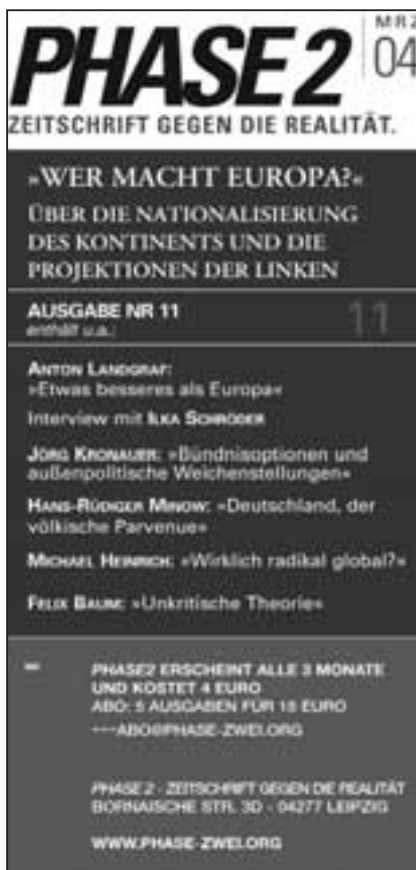 PHASE 2
MRZ
04
ZEITSCHRIFT GEGEN DIE REALITÄT.
»WER MACHT EUROPA?«
ÜBER DIE NATIONALISIERUNG
DES KONTINENTS UND DIE
PROJEKTIONEN DER LINKEN
AUSGABE NR 11
enthält u.a.:
11
ANTON LANDGRAF:
»Etwas besseres als Europa«
Interview mit ILKA SCHRÖDER
JÖRG KRONAUER: »Bündnisoptionen und
außenpolitische Weichenstellungen«
HANS-RÜDIGER MINOW: »Deutschland, der
völkische Parvenue«
MICHAEL HEINRICH: »Wirklich radikal global?«
FELIX BAUM: »Unkritische Theorie«
PHASE2 ERSCHEINT ALLE 3 MONATE
UND KOSTET 4 EURO
ABO: 5 AUSGABEN FÜR 15 EURO
---ABO@PHASE-ZWEI.ORG
PHASE 2 - ZEITSCHRIFT GEGEN DIE REALITÄT
BORNAISCHE STR. 3D - 04277 LEIPZIG
WWW.PHASE-ZWEI.ORG